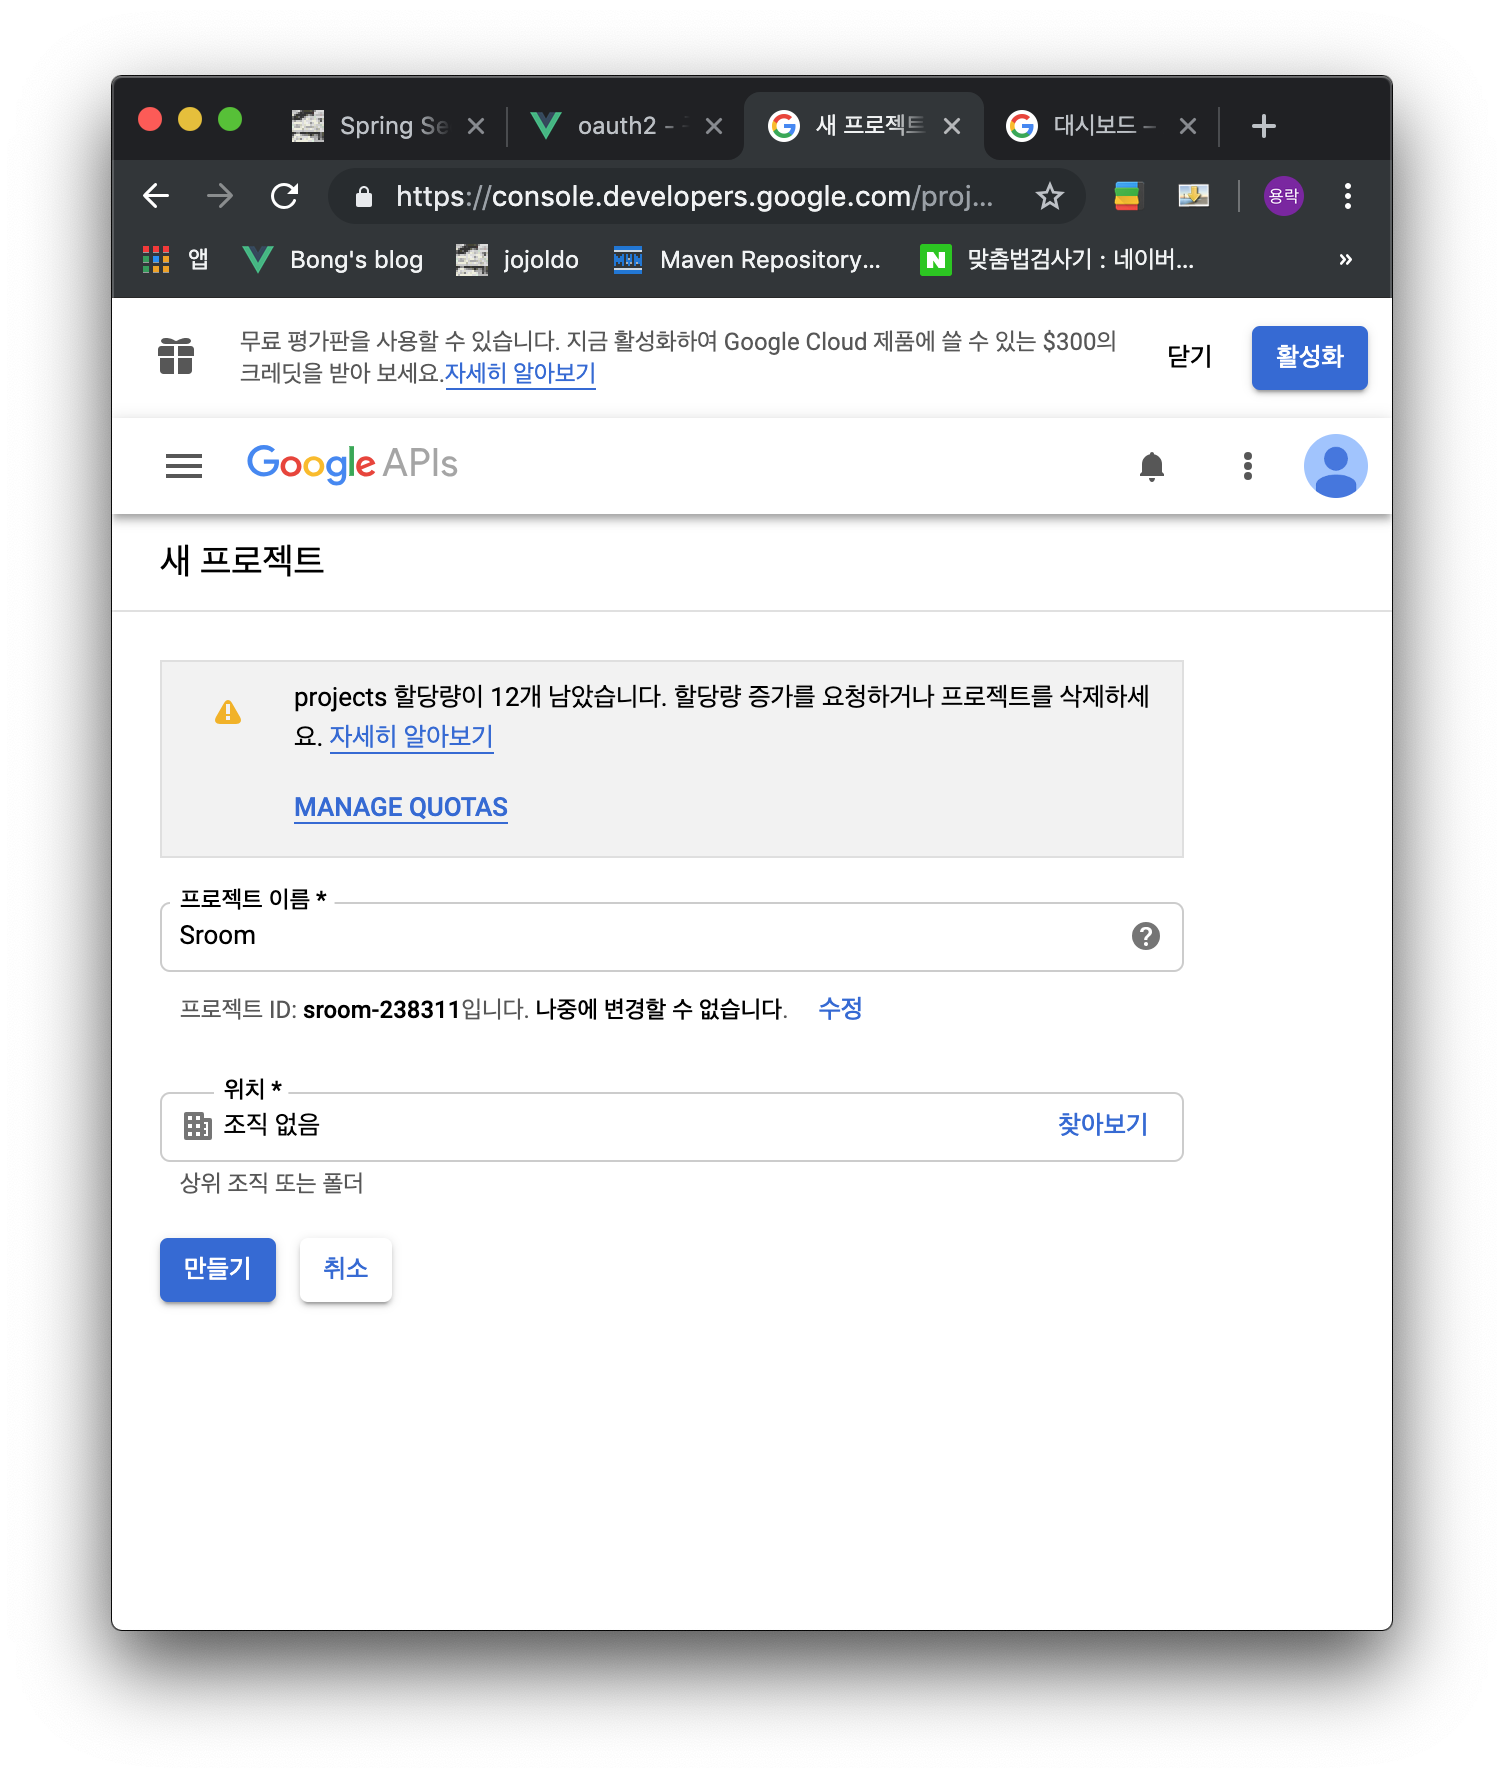 Spring Se
oauth2 -
새 프로젝트
대시보드 –
https://console.developers.google.com/proj...
용락
앱
Bong's blog
jojoldo
MVN
Maven Repository...
N
맞춤법검사기 : 네이버...
»
무료 평가판을 사용할 수 있습니다. 지금 활성화하여 Google Cloud 제품에 쓸 수 있는 $300의
크레딧을 받아 보세요.자세히 알아보기
닫기
활성화
Google APIs
새 프로젝트
projects 할당량이 12개 남았습니다. 할당량 증가를 요청하거나 프로젝트를 삭제하세
요. 자세히 알아보기
MANAGE QUOTAS
프로젝트 이름 *
Sroom
프로젝트 ID: sroom-238311입니다. 나중에 변경할 수 없습니다. 수정
위치 *
조직 없음
찾아보기
상위 조직 또는 폴더
만들기
취소